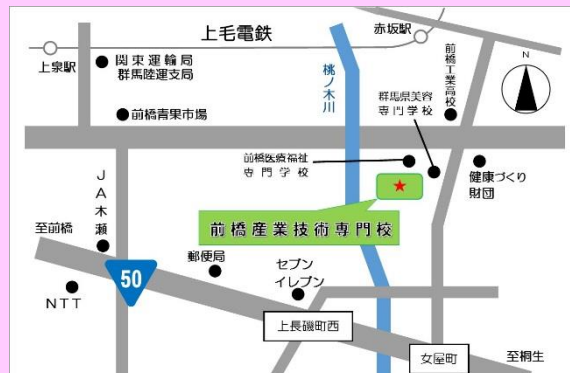 上毛電鉄
赤坂駅
上泉駅
関東運輸局
群馬陸運支局
桃ノ木川
前橋工業高校
N
群馬県美容
専門学校
前橋青果市場
前橋医療福祉
専門学校
健康づくり
財団
JA木瀬
至前橋
前橋産業技術専門校
50
郵便局
セブン
イレブン
NTT
上長磯町西
女屋町
至桐生